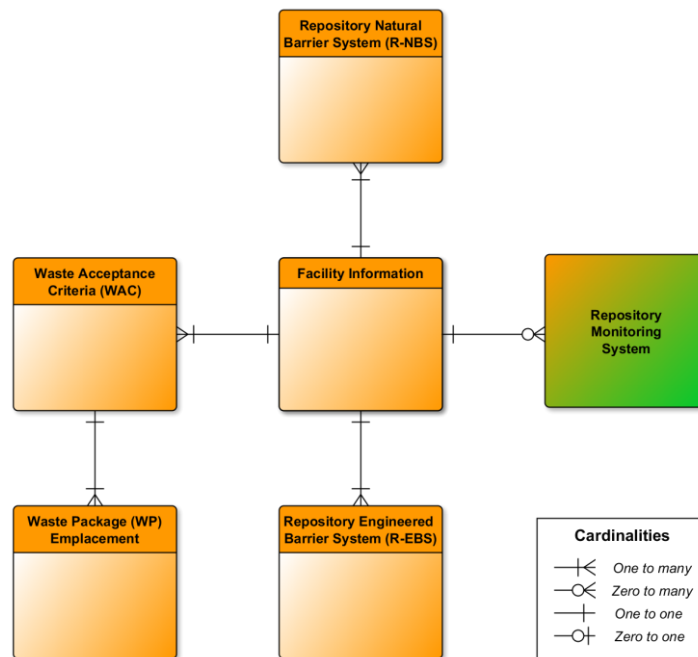 Repository Natural
Barrier System (R-NBS)
Waste Acceptance
Criteria (WAC)
Facility Information
Repository
Monitoring
System
Waste Package (WP)
Emplacement
Repository Engineered
Barrier System (R-EBS)
Cardinalities
One to many
Zero to many
One to one
Zero to one